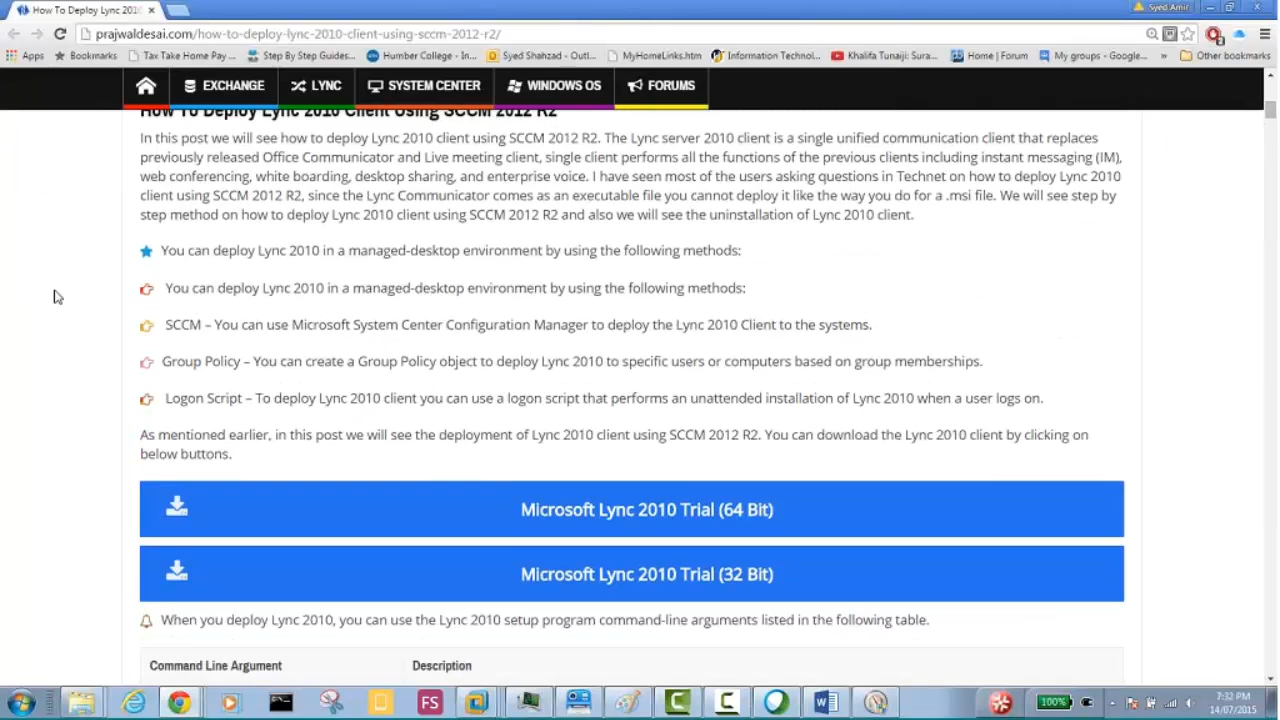 How To Deploy Lync 201
Syed Amir
prajwaldesai.com/how-to-deploy-lync-2010-client-using-sccm-2012-r2/
Apps Bookmarks Tax Take Home Pay ... Step By Step Guides... Humber College - In... Syed Shahzad - Outl... MyHomeLinks.htm Information Technol... Khalifa Tunaiji: Sura... Home | Forum My groups - Google... » Other bookmarks
EXCHANGE LYNC SYSTEM CENTER WINDOWS OS FORUMS
How To Deploy Lync 2010 Client Using SCCM 2012 R2
In this post we will see how to deploy Lync 2010 client using SCCM 2012 R2. The Lync server 2010 client is a single unified communication client that replaces
previously released Office Communicator and Live meeting client, single client performs all the functions of the previous clients including instant messaging (IM),
web conferencing, white boarding, desktop sharing, and enterprise voice. I have seen most of the users asking questions in Technet on how to deploy Lync 2010
client using SCCM 2012 R2, since the Lync Communicator comes as an executable file you cannot deploy it like the way you do for a .msi file. We will see step by
step method on how to deploy Lync 2010 client using SCCM 2012 R2 and also we will see the uninstallation of Lync 2010 client.
You can deploy Lync 2010 in a managed-desktop environment by using the following methods:
You can deploy Lync 2010 in a managed-desktop environment by using the following methods:
SCCM – You can use Microsoft System Center Configuration Manager to deploy the Lync 2010 Client to the systems.
Group Policy – You can create a Group Policy object to deploy Lync 2010 to specific users or computers based on group memberships.
Logon Script – To deploy Lync 2010 client you can use a logon script that performs an unattended installation of Lync 2010 when a user logs on.
As mentioned earlier, in this post we will see the deployment of Lync 2010 client using SCCM 2012 R2. You can download the Lync 2010 client by clicking on
below buttons.
Microsoft Lync 2010 Trial (64 Bit)
Microsoft Lync 2010 Trial (32 Bit)
When you deploy Lync 2010, you can use the Lync 2010 setup program command-line arguments listed in the following table.
Command Line Argument Description
FS
100%
7:32 PM
14/07/2015